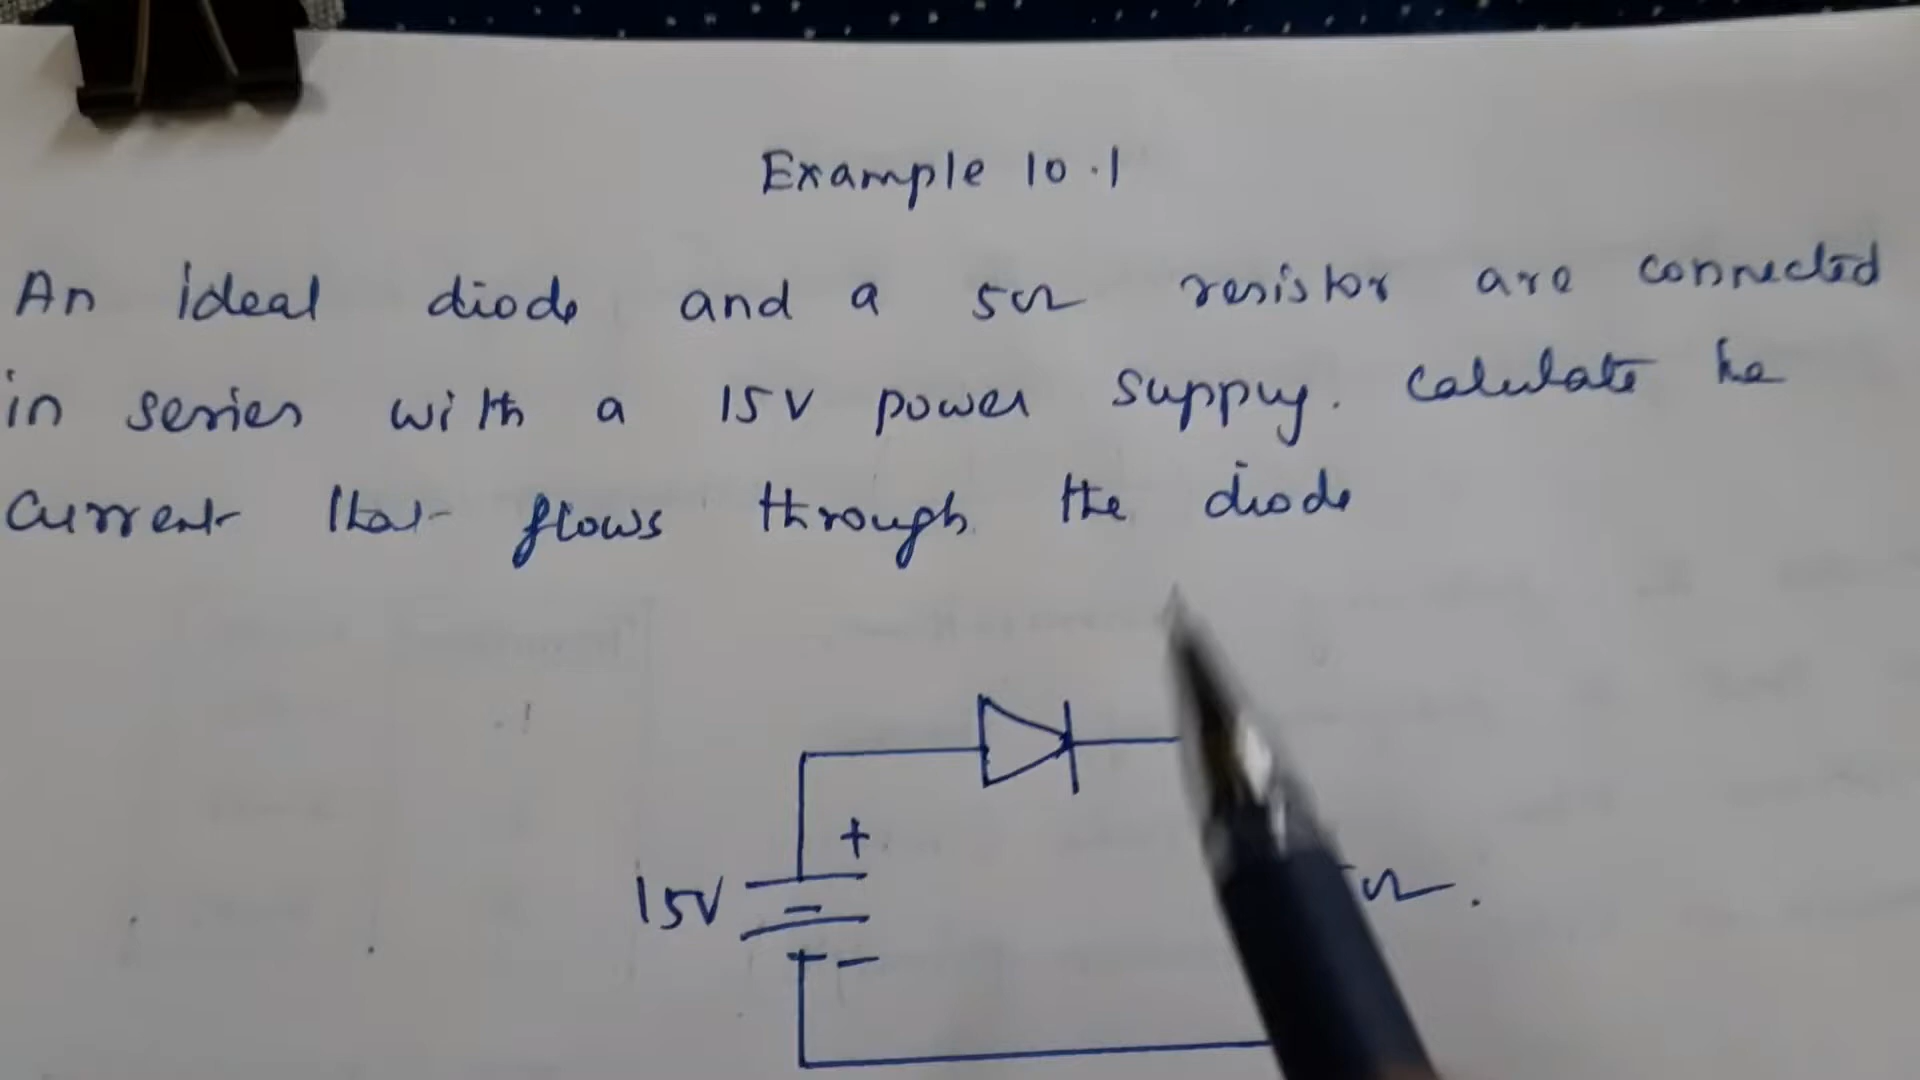 Example 10.1
An ideal diode and a 5Ω resistor are connected
in series with a 15V power supply. Calculate the
current that flows through the diode
+
15V
Ω.
-